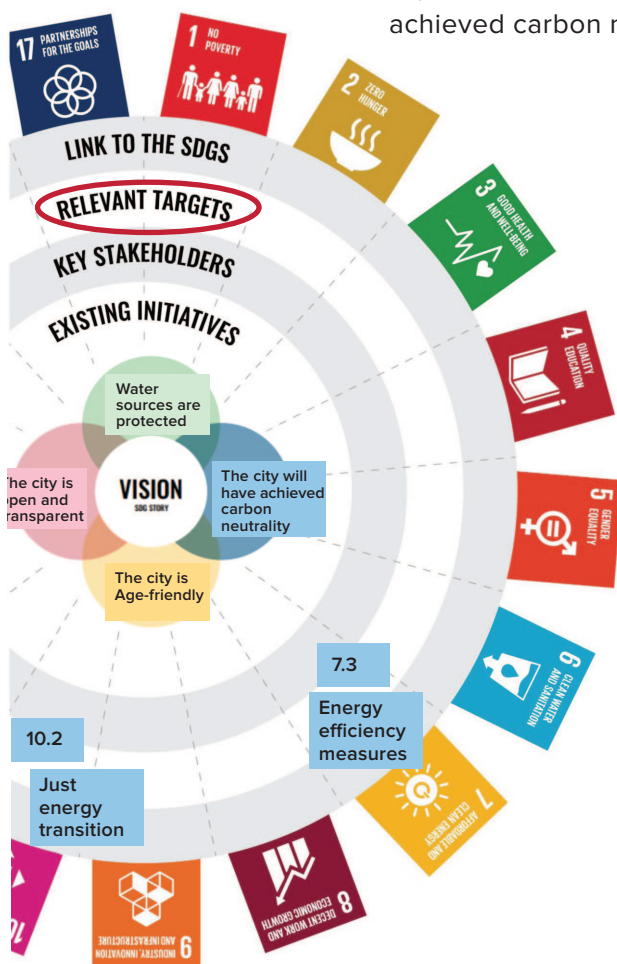 achieved carbon n
17 PARTNERSHIPS
FOR THE GOALS
1 NO
POVERTY
2 ZERO
HUNGER
3 GOOD HEALTH
AND WELL-BEING
4 QUALITY
EDUCATION
5 GENDER
EQUALITY
6 CLEAN WATER
AND SANITATION
7 AFFORDABLE AND
CLEAN ENERGY
8 DECENT WORK AND
ECONOMIC GROWTH
9 INDUSTRY, INNOVATION
AND INFRASTRUCTURE
10
LINK TO THE SDGS
RELEVANT TARGETS
KEY STAKEHOLDERS
EXISTING INITIATIVES
Water
sources are
protected
The city is
open and
transparent
VISION
SDG STORY
The city will
have achieved
carbon
neutrality
The city is
Age-friendly
7.3
Energy
efficiency
measures
10.2
Just
energy
transition